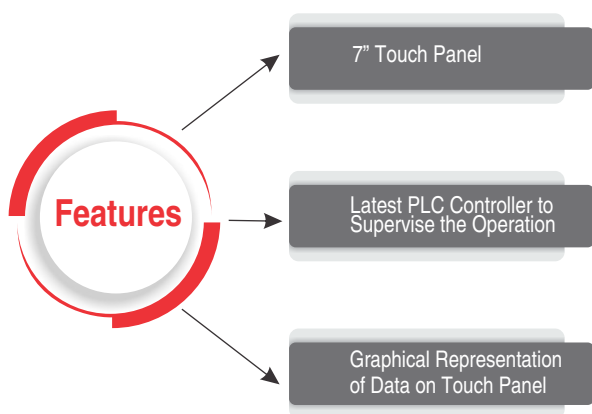 7” Touch Panel
Features
Latest PLC Controller to
Supervise the Operation
Graphical Representation
of Data on Touch Panel